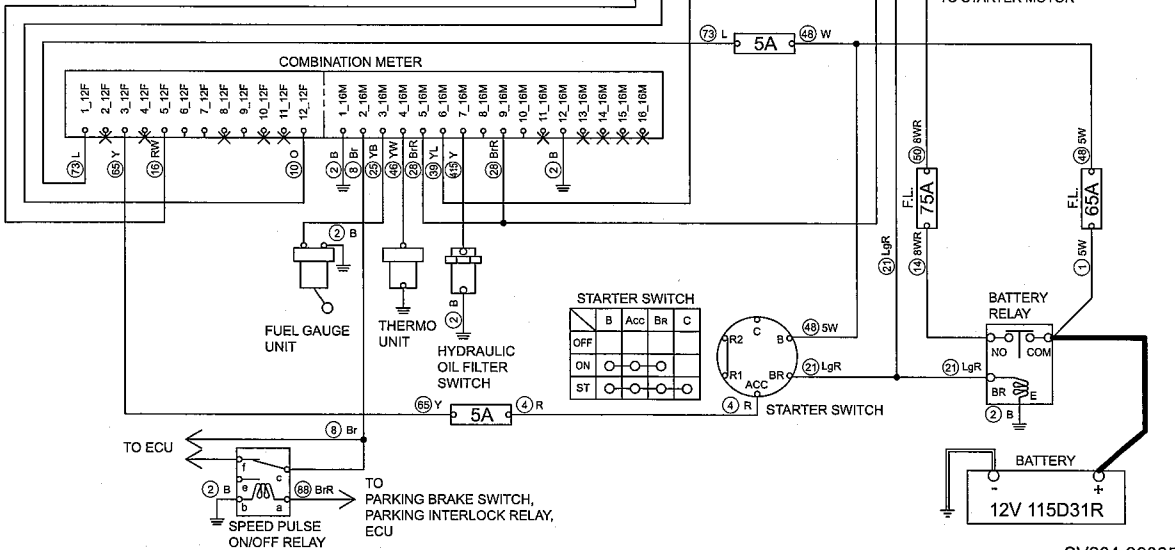 TO STARTER MOTOR
73 L
5A
48 W
COMBINATION METER
1_12F
2_12F
3_12F
4_12F
5_12F
6_12F
7_12F
8_12F
9_12F
10_12F
11_12F
12_12F
1_16M
2_16M
3_16M
4_16M
5_16M
6_16M
7_16M
8_16M
9_16M
10_16M
11_16M
12_16M
13_16M
14_16M
15_16M
16_16M
73 L
65 Y
16 RW
10 O
2 B
8 Br
25 YB
46 YW
28 BrR
39 YL
415 Y
28 BrR
2 B
50 8WR
48 5W
F.L.
75A
F.L.
65A
21 LgR
14 8WR
1 5W
2 B
FUEL GAUGE
UNIT
THERMO
UNIT
2 B
HYDRAULIC
OIL FILTER
SWITCH
STARTER SWITCH
B ACC BR C
OFF
ON
ST
C
R2
B
R1
BR
ACC
48 5W
21 LgR
4 R
STARTER SWITCH
BATTERY
RELAY
NO COM
21 LgR
BR
E
2 B
65 Y
5A
4 R
8 Br
TO ECU
f
c
e
b
a
2 B
88 BrR
TO
PARKING BRAKE SWITCH,
PARKING INTERLOCK RELAY,
ECU
SPEED PULSE
ON/OFF RELAY
BATTERY
- +
12V 115D31R